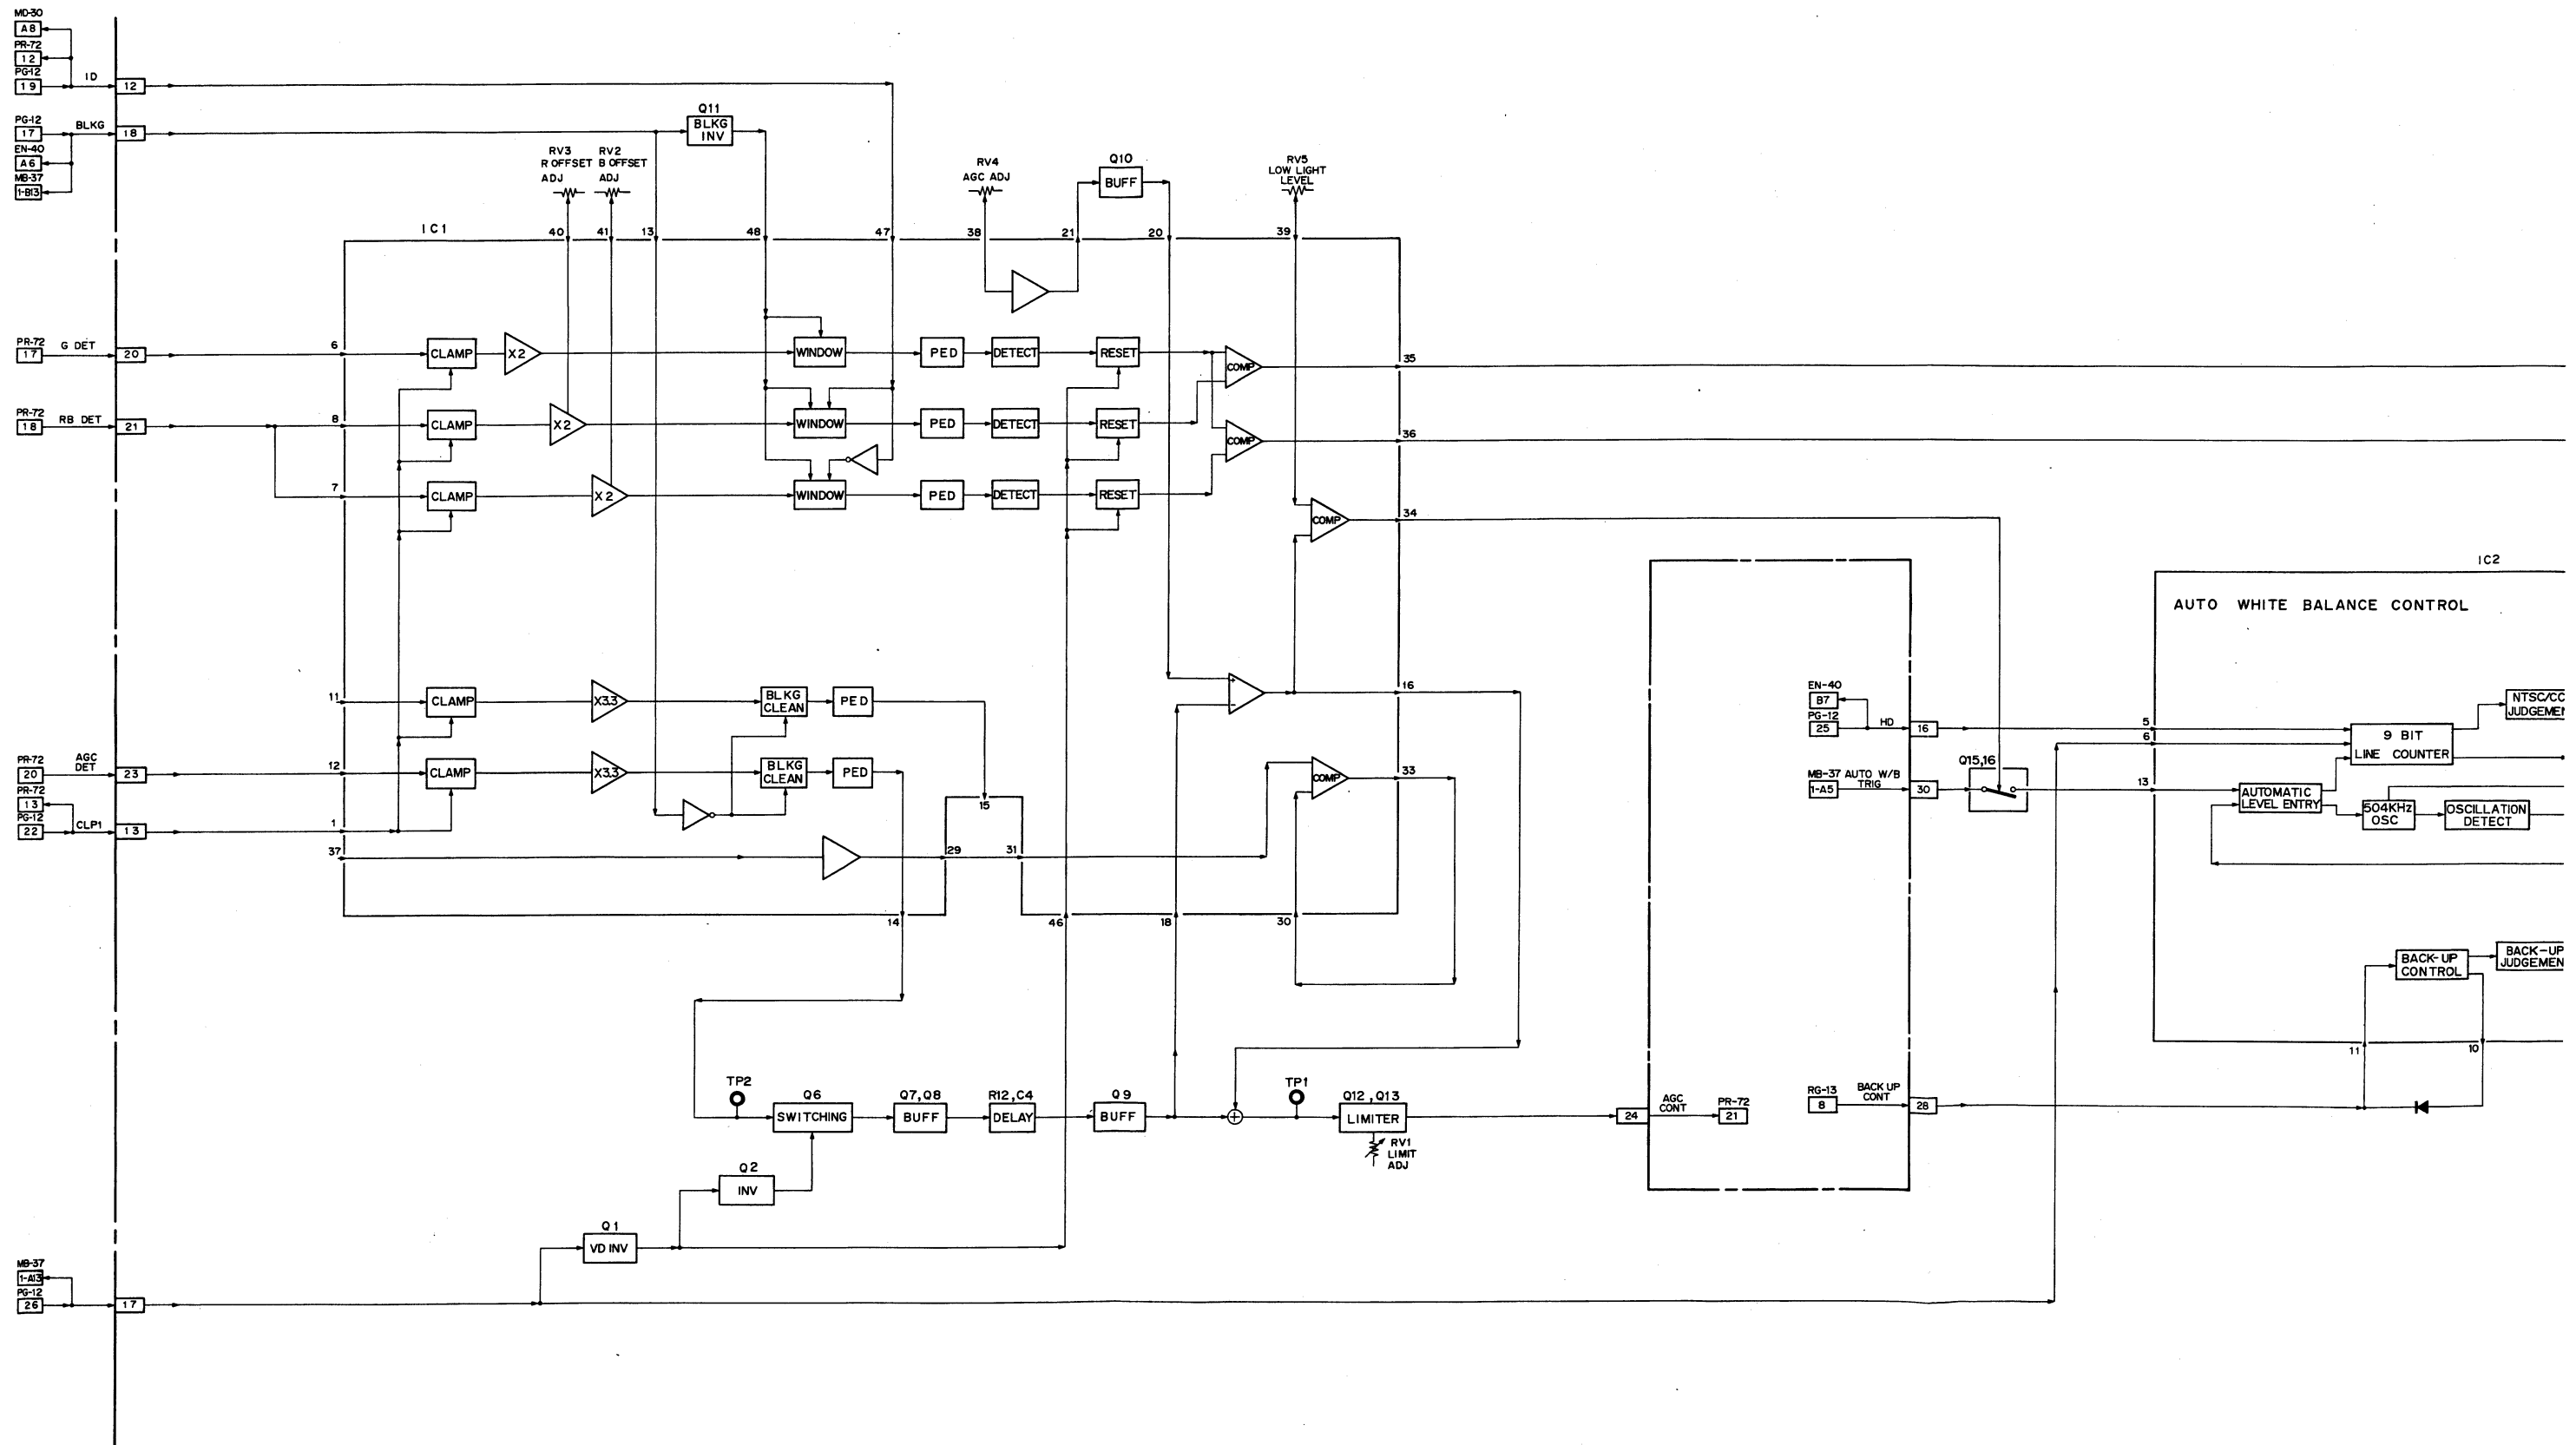 MD-30
A8
PR-72
12
PG-12
19
ID
12
PG-12
17
BLKG
18
EN-40
A6
MB-37
1-B13
Q11
BLKG
INV
RV3
R OFFSET
ADJ
RV2
B OFFSET
ADJ
RV4
AGC ADJ
Q10
BUFF
RV5
LOW LIGHT
LEVEL
IC1
40
41
13
48
47
38
21
20
39
PR-72
17
G DET
20
6
CLAMP
X2
WINDOW
PED
DETECT
RESET
COMP
35
PR-72
18
RB DET
21
8
CLAMP
X2
WINDOW
PED
DETECT
RESET
COMP
36
7
CLAMP
X2
WINDOW
PED
DETECT
RESET
COMP
34
IC2
AUTO WHITE BALANCE CONTROL
11
CLAMP
X3.3
BLKG
CLEAN
PED
16
EN-40
B7
PG-12
25
HD
16
5
6
9 BIT
LINE COUNTER
NTSC/CC
JUDGEMEN
PR-72
20
AGC
DET
23
12
CLAMP
X3.3
BLKG
CLEAN
PED
15
COMP
33
MB-37
1-A5
AUTO W/B
TRIG
30
Q15,16
13
AUTOMATIC
LEVEL ENTRY
504KHz
OSC
OSCILLATION
DETECT
PR-72
13
PG-12
22
CLP1
13
1
37
29
31
14
46
18
30
BACK-UP
CONTROL
BACK-UP
JUDGEMEN
11
10
TP2
Q6
SWITCHING
Q7,Q8
BUFF
R12,C4
DELAY
Q9
BUFF
TP1
Q12,Q13
LIMITER
RV1
LIMIT
ADJ
24
AGC
CONT
PR-72
21
RG-13
8
BACK UP
CONT
28
Q2
INV
Q1
VD INV
MB-37
1-A13
PG-12
26
17